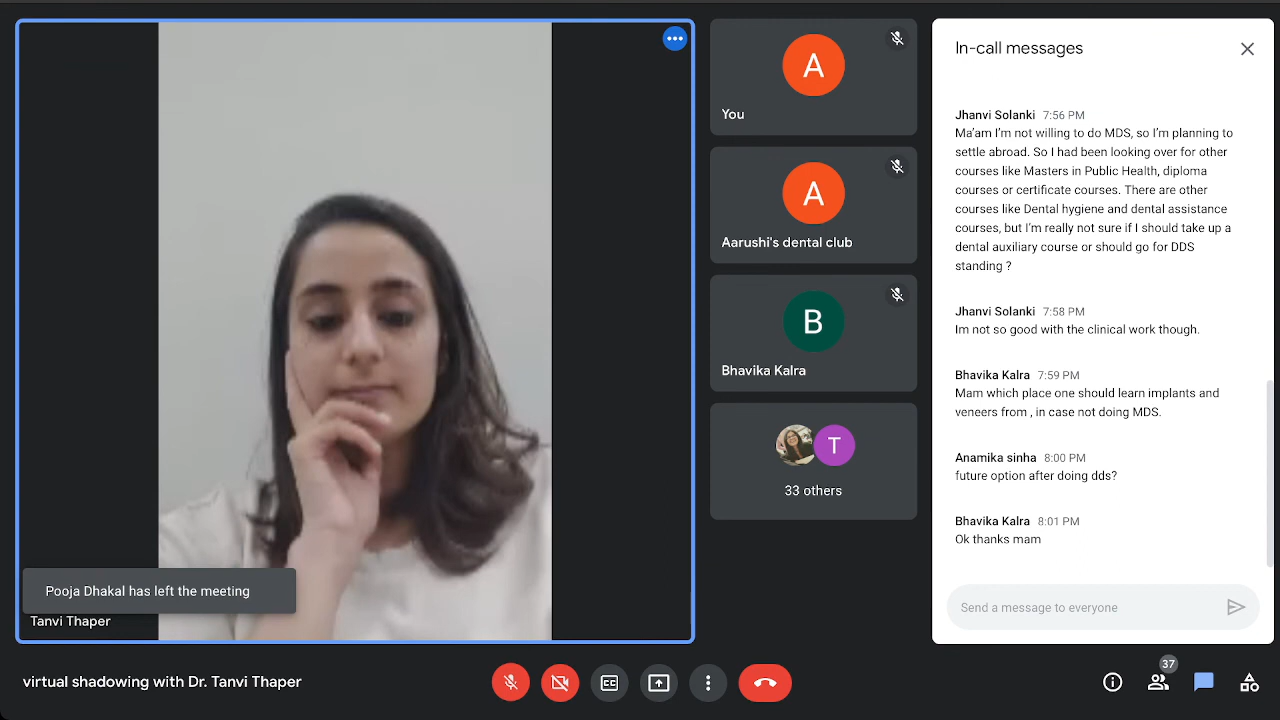 A
You
A
Aarushi's dental club
B
Bhavika Kalra
T
33 others
Pooja Dhakal has left the meeting
Tanvi Thaper
In-call messages
Jhanvi Solanki 7:56 PM
Ma'am I'm not willing to do MDS, so I'm planning to
settle abroad. So I had been looking over for other
courses like Masters in Public Health, diploma
courses or certificate courses. There are other
courses like Dental hygiene and dental assistance
courses, but I'm really not sure if I should take up a
dental auxiliary course or should go for DDS
standing ?
Jhanvi Solanki 7:58 PM
Im not so good with the clinical work though.
Bhavika Kalra 7:59 PM
Mam which place one should learn implants and
veneers from , in case not doing MDS.
Anamika sinha 8:00 PM
future option after doing dds?
Bhavika Kalra 8:01 PM
Ok thanks mam
Send a message to everyone
virtual shadowing with Dr. Tanvi Thaper
CC
37